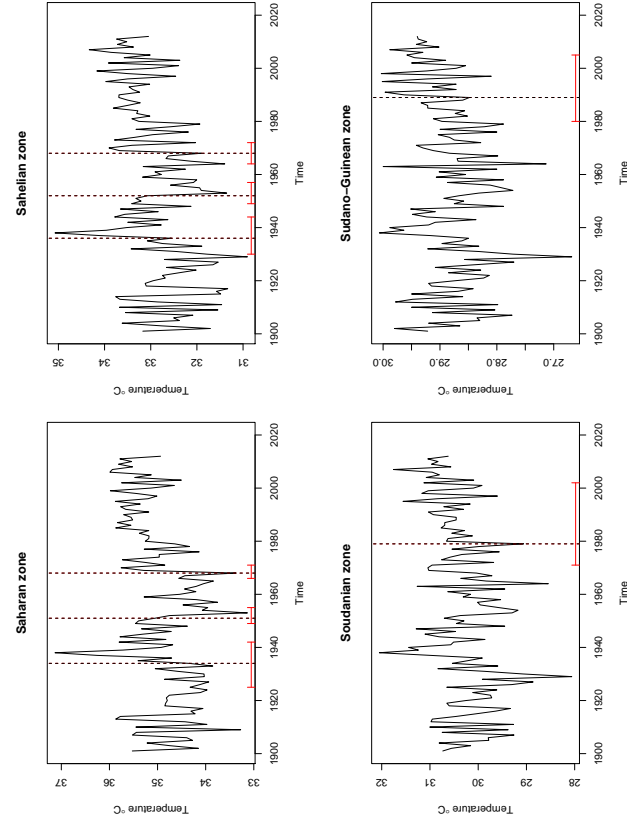 Saharan zone
Temperature °C
37
36
35
34
33
1900 1920 1940 1960 1980 2000 2020
Time
Sahelian zone
Temperature °C
35
34
33
32
31
1900 1920 1940 1960 1980 2000 2020
Time
Soudanian zone
Temperature °C
32
31
30
29
28
1900 1920 1940 1960 1980 2000 2020
Time
Sudano−Guinean zone
Temperature °C
30.0
29.0
28.0
27.0
1900 1920 1940 1960 1980 2000 2020
Time